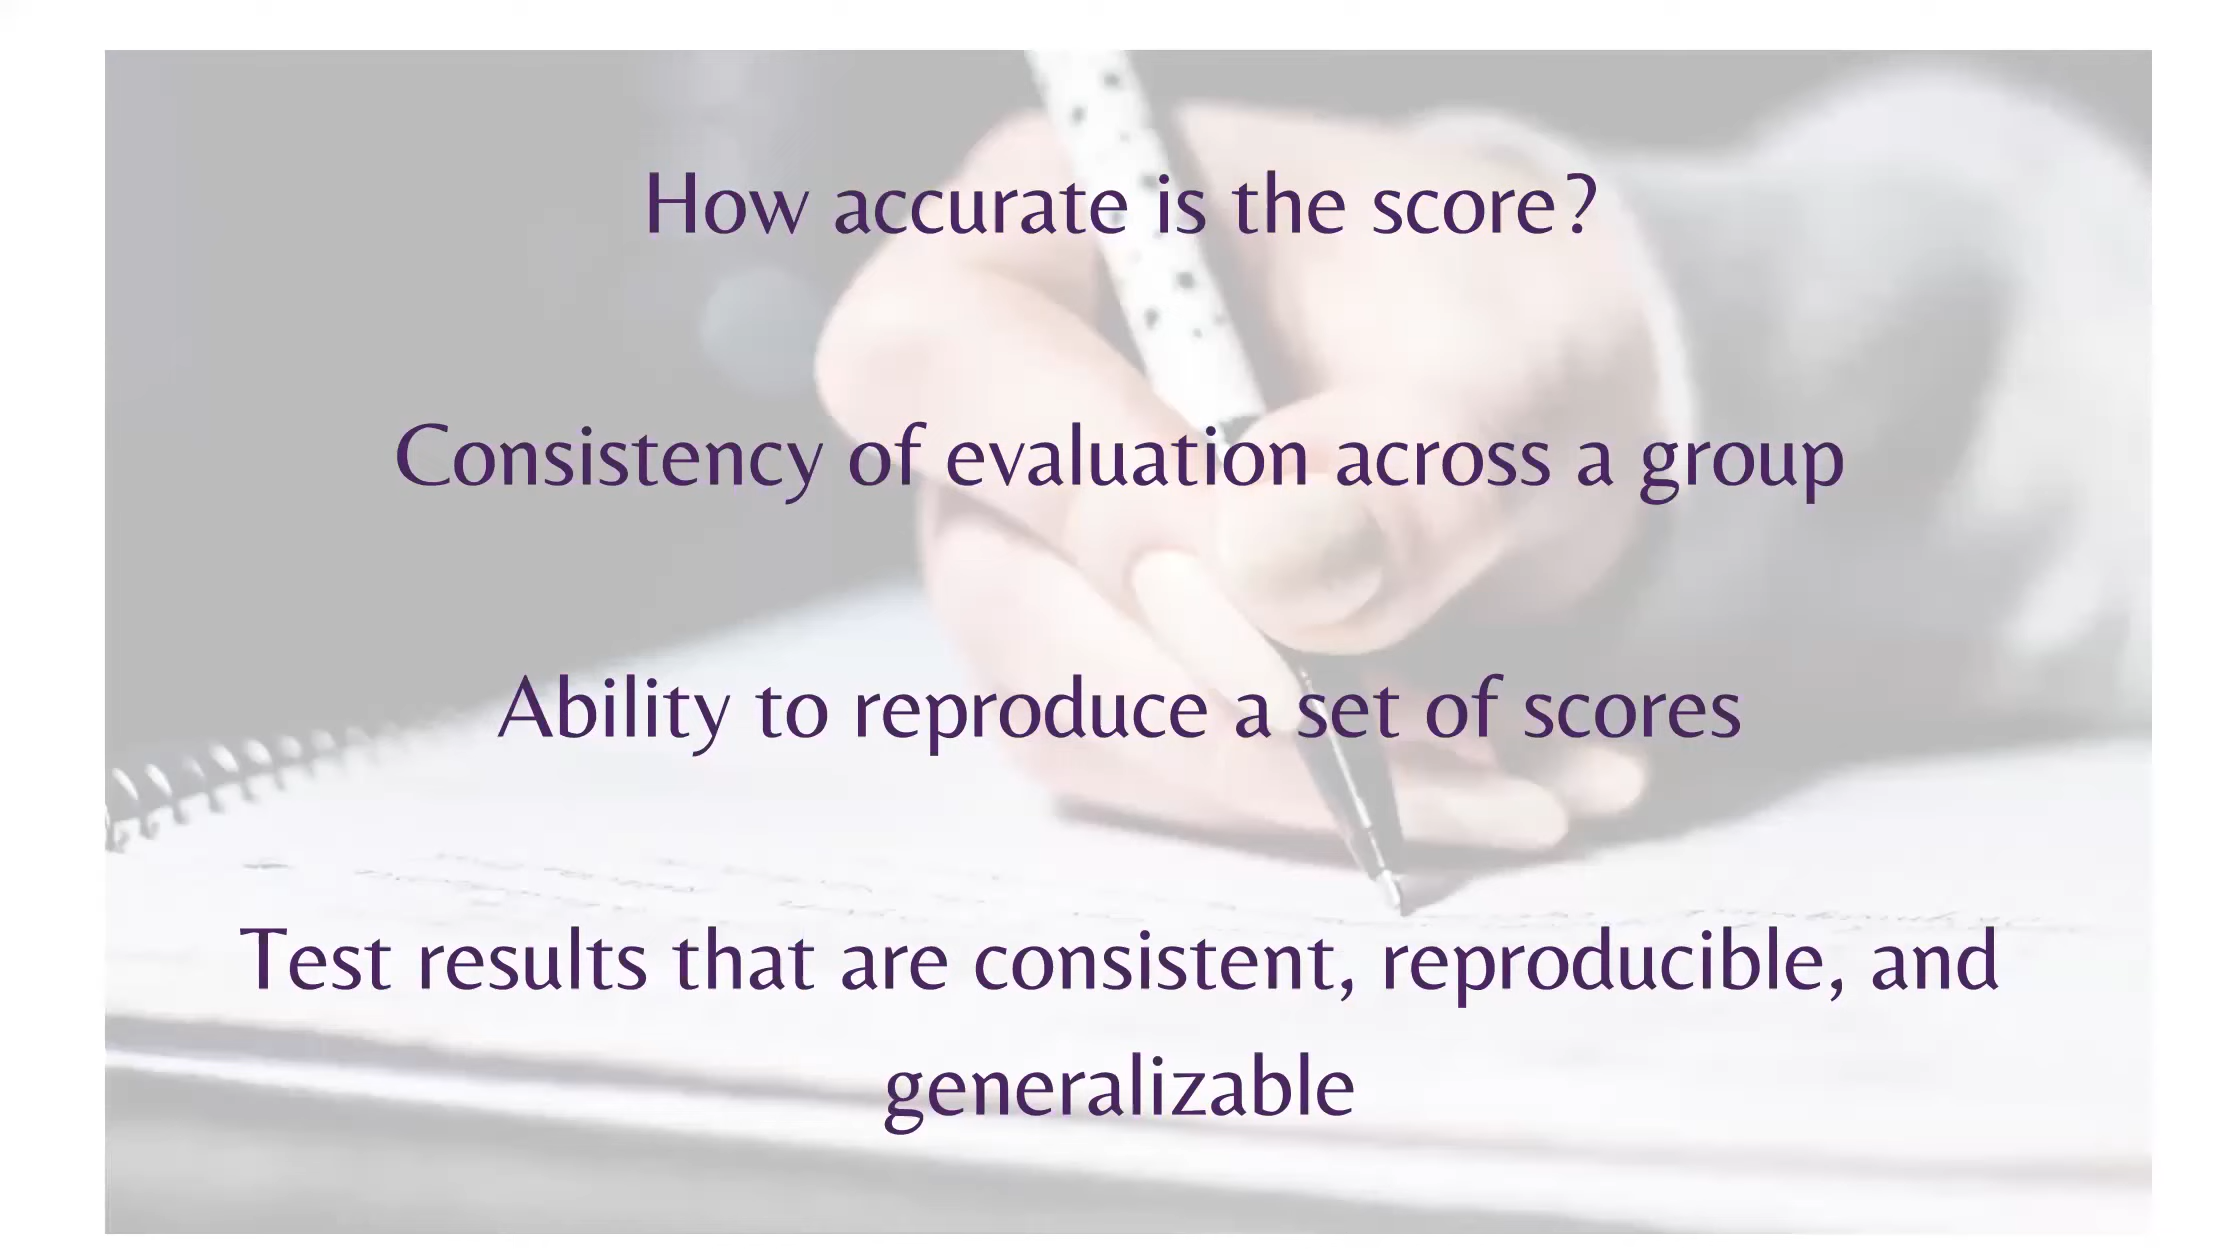 How accurate is the score?
Consistency of evaluation across a group
Ability to reproduce a set of scores
Test results that are consistent, reproducible, and
generalizable